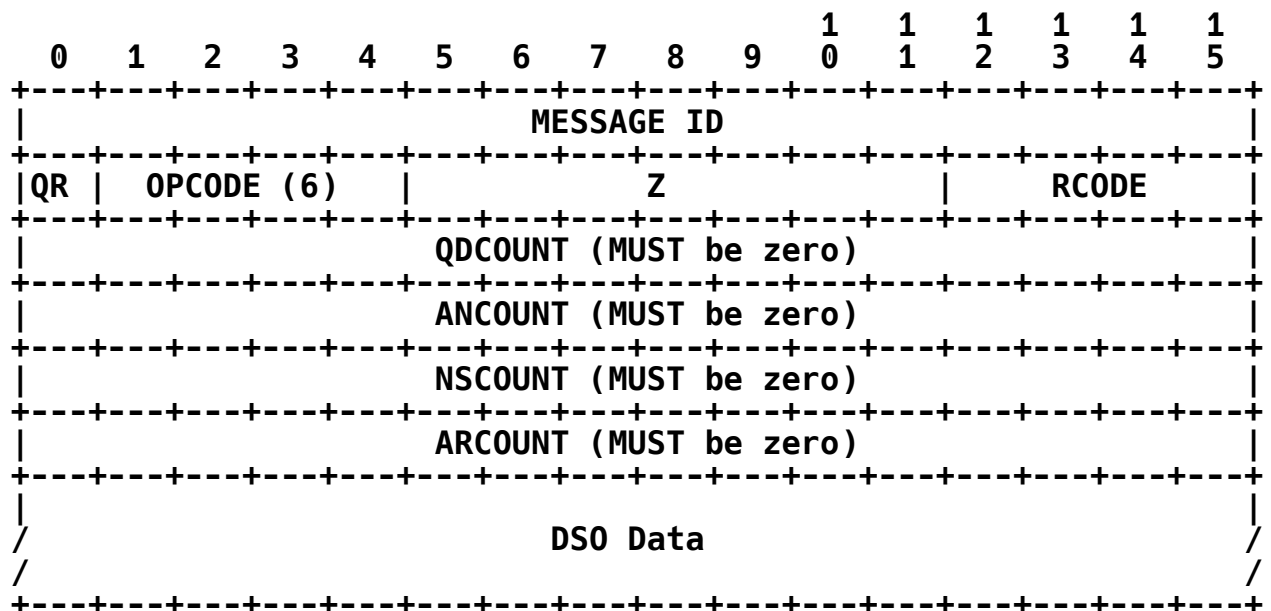 1   1   1   1   1   1
  0   1   2   3   4   5   6   7   8   9   0   1   2   3   4   5
+---+---+---+---+---+---+---+---+---+---+---+---+---+---+---+---+
|                          MESSAGE ID                           |
+---+---+---+---+---+---+---+---+---+---+---+---+---+---+---+---+
|QR |  OPCODE (6)   |            Z              |     RCODE     |
+---+---+---+---+---+---+---+---+---+---+---+---+---+---+---+---+
|                     QDCOUNT (MUST be zero)                    |
+---+---+---+---+---+---+---+---+---+---+---+---+---+---+---+---+
|                     ANCOUNT (MUST be zero)                    |
+---+---+---+---+---+---+---+---+---+---+---+---+---+---+---+---+
|                     NSCOUNT (MUST be zero)                    |
+---+---+---+---+---+---+---+---+---+---+---+---+---+---+---+---+
|                     ARCOUNT (MUST be zero)                    |
+---+---+---+---+---+---+---+---+---+---+---+---+---+---+---+---+
|                                                               |
/                           DSO Data                            /
/                                                               /
+---+---+---+---+---+---+---+---+---+---+---+---+---+---+---+---+